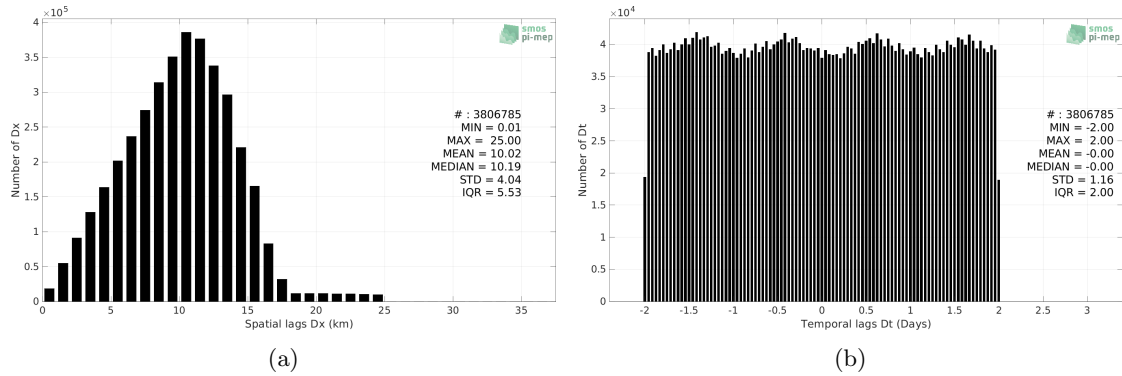 ×10⁵
4
3.5
3
2.5
2
1.5
1
0.5
0
Number of Dx
smos
pi-mep
# : 3806785
MIN = 0.01
MAX = 25.00
MEAN = 10.02
MEDIAN = 10.19
STD = 4.04
IQR = 5.53
0 5 10 15 20 25 30 35
Spatial lags Dx (km)
(a)
×10⁴
4
3.5
3
2.5
2
1.5
1
0.5
0
Number of Dt
smos
pi-mep
# : 3806785
MIN = -2.00
MAX = 2.00
MEAN = -0.00
MEDIAN = -0.00
STD = 1.16
IQR = 2.00
-2 -1.5 -1 -0.5 0 0.5 1 1.5 2 2.5 3
Temporal lags Dt (Days)
(b)